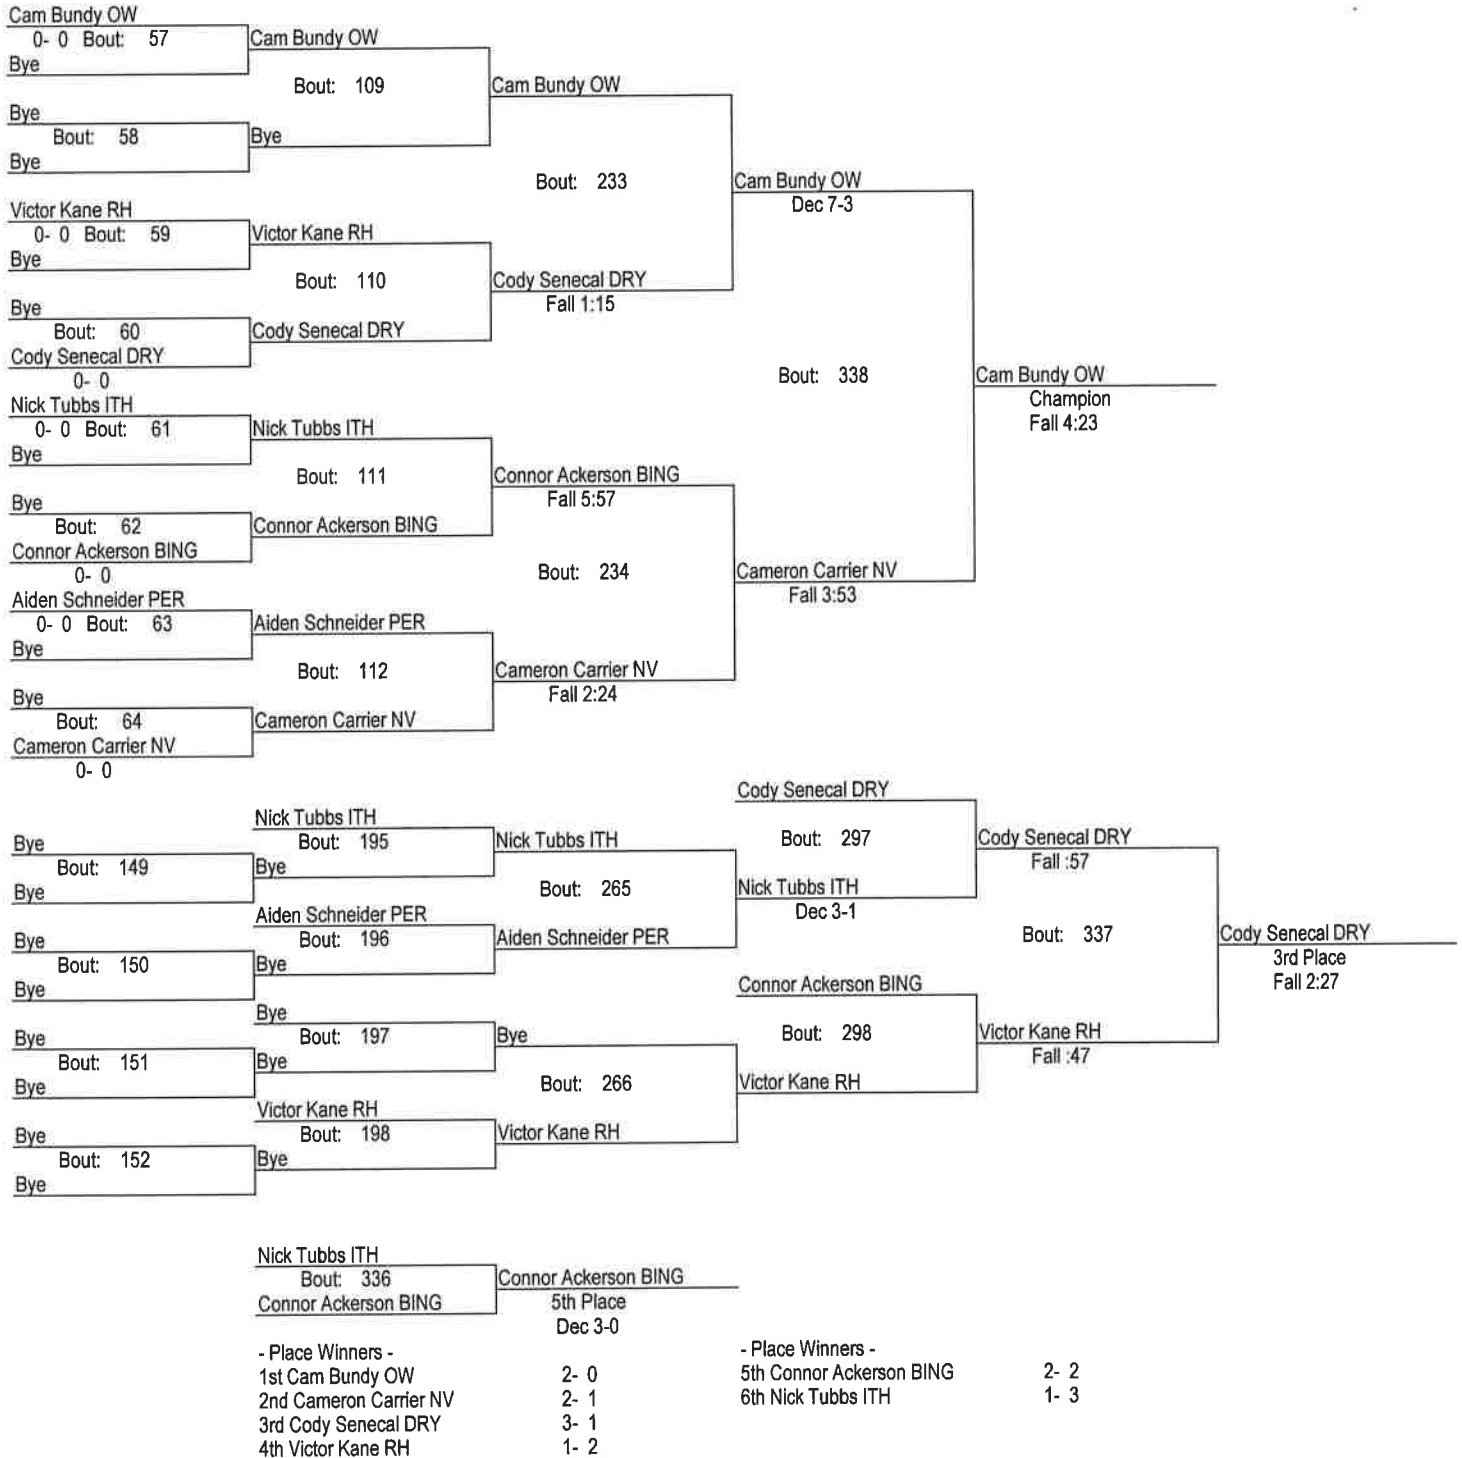 Cam Bundy OW
0- 0 Bout: 57
Cam Bundy OW
Bye
Bout: 109
Cam Bundy OW
Bye
Bout: 58
Bye
Bye
Bout: 233
Cam Bundy OW
Dec 7-3
Victor Kane RH
0- 0 Bout: 59
Victor Kane RH
Bye
Bout: 110
Cody Senecal DRY
Fall 1:15
Bye
Bout: 60
Cody Senecal DRY
Cody Senecal DRY
0- 0
Bout: 338
Cam Bundy OW
Champion
Fall 4:23
Nick Tubbs ITH
0- 0 Bout: 61
Nick Tubbs ITH
Bye
Bout: 111
Connor Ackerson BING
Fall 5:57
Bye
Bout: 62
Connor Ackerson BING
Connor Ackerson BING
0- 0
Bout: 234
Cameron Carrier NV
Fall 3:53
Aiden Schneider PER
0- 0 Bout: 63
Aiden Schneider PER
Bye
Bout: 112
Cameron Carrier NV
Fall 2:24
Bye
Bout: 64
Cameron Carrier NV
Cameron Carrier NV
0- 0
Cody Senecal DRY
Nick Tubbs ITH
Bout: 195
Nick Tubbs ITH
Bout: 297
Cody Senecal DRY
Fall :57
Bye
Bout: 149
Bye
Bye
Bout: 265
Nick Tubbs ITH
Dec 3-1
Aiden Schneider PER
Bout: 196
Aiden Schneider PER
Bye
Bout: 150
Bye
Bye
Bout: 337
Cody Senecal DRY
3rd Place
Fall 2:27
Connor Ackerson BING
Bye
Bout: 197
Bye
Bout: 298
Victor Kane RH
Fall :47
Bye
Bout: 151
Bye
Bye
Bout: 266
Victor Kane RH
Victor Kane RH
Bout: 198
Victor Kane RH
Bye
Bout: 152
Bye
Bye
Nick Tubbs ITH
Bout: 336
Connor Ackerson BING
Connor Ackerson BING
5th Place
Dec 3-0
- Place Winners -
1st Cam Bundy OW 2- 0
2nd Cameron Carrier NV 2- 1
3rd Cody Senecal DRY 3- 1
4th Victor Kane RH 1- 2
- Place Winners -
5th Connor Ackerson BING 2- 2
6th Nick Tubbs ITH 1- 3